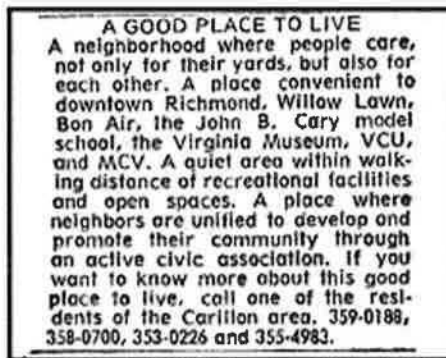 A GOOD PLACE TO LIVE
A neighborhood where people care,
not only for their yards, but also for
each other. A place convenient to
downtown Richmond, Willow Lawn,
Bon Air, the John B. Cary model
school, the Virginia Museum, VCU,
and MCV. A quiet area within walk-
ing distance of recreational facilities
and open spaces. A place where
neighbors are unified to develop and
promote their community through
an active civic association. If you
want to know more about this good
place to live, call one of the resi-
dents of the Carillon area. 359-0188,
358-0700, 353-0226 and 355-4983.